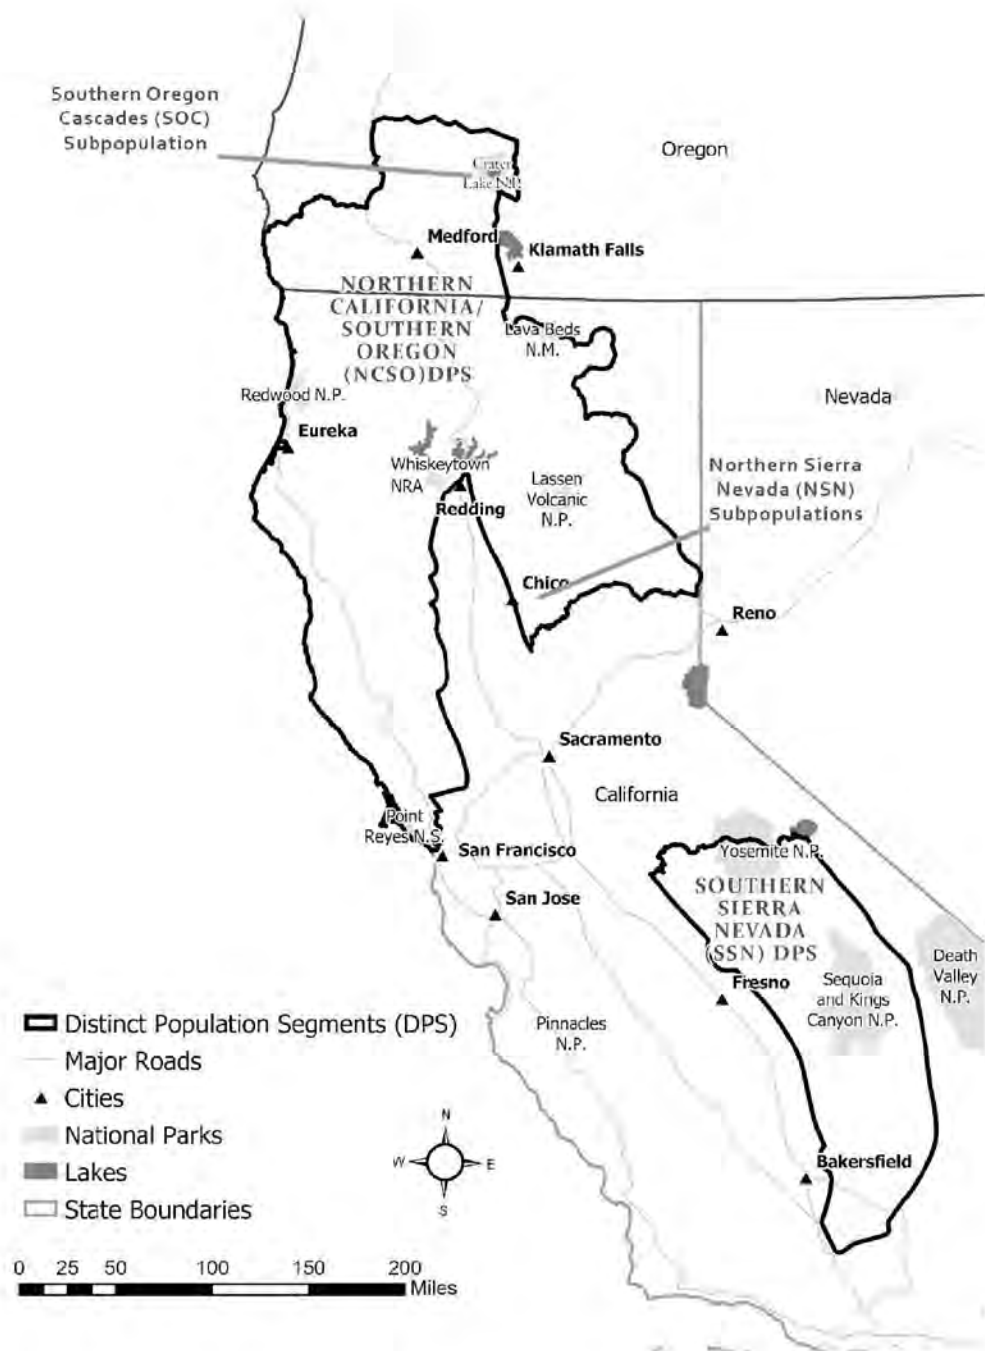 Southern Oregon
Cascades (SOC)
Subpopulation
Oregon
Crater
Lake N.P.
Medford
Klamath Falls
NORTHERN
CALIFORNIA/
SOUTHERN
OREGON
(NCSO)DPS
Lava Beds
N.M.
Redwood N.P.
Nevada
Eureka
Whiskeytown
NRA
Lassen
Volcanic
N.P.
Northern Sierra
Nevada (NSN)
Subpopulations
Redding
Chico
Reno
Sacramento
California
Point
Reyes N.S.
San Francisco
Yosemite N.P.
SOUTHERN
SIERRA
NEVADA
(SSN) DPS
San Jose
Fresno
Sequoia
and Kings
Canyon N.P.
Death
Valley
N.P.
Pinnacles
N.P.
Bakersfield
Distinct Population Segments (DPS)
Major Roads
Cities
National Parks
Lakes
State Boundaries
N
W
E
S
0 25 50 100 150 200
Miles